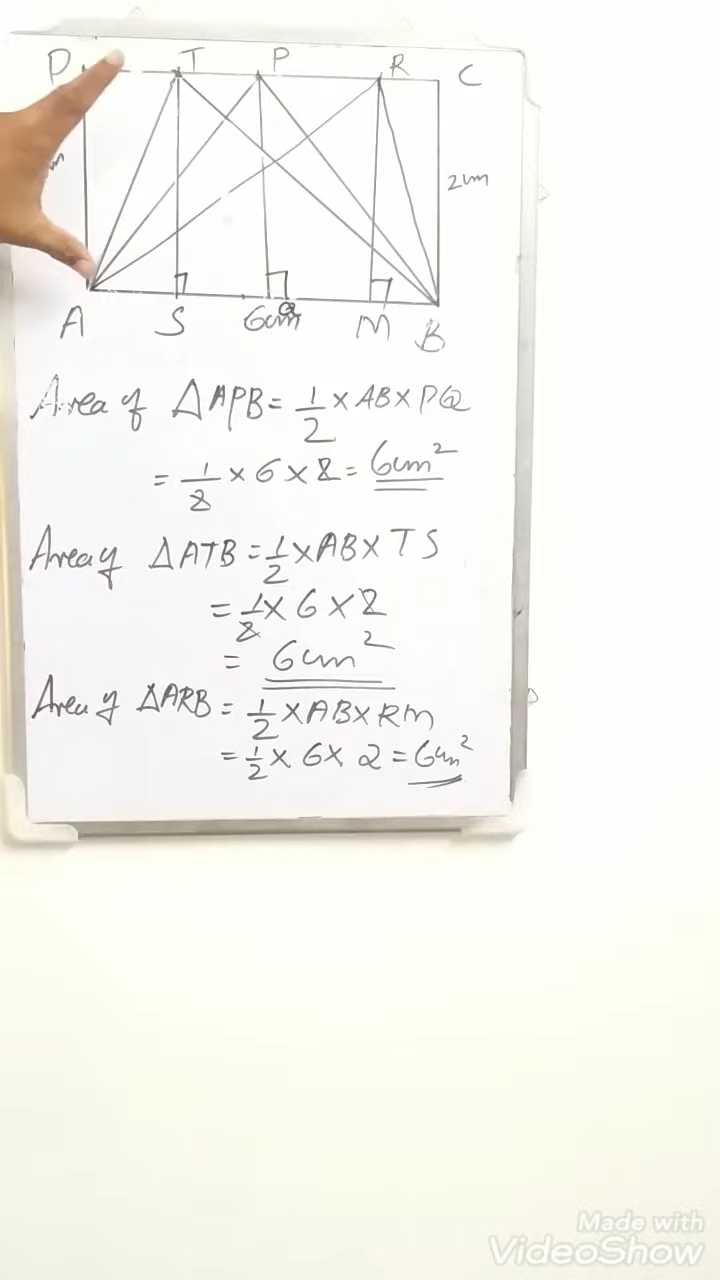 D T P R C
m 2cm
A S 6cm Q M B
Area of △APB = 1/2 × AB × PQ
= 1/2 × 6 × 2 = 6cm²
Area of △ATB = 1/2 × AB × TS
= 1/2 × 6 × 2
= 6cm²
Area of △ARB = 1/2 × AB × RM
= 1/2 × 6 × 2 = 6cm²
Made with
VideoShow